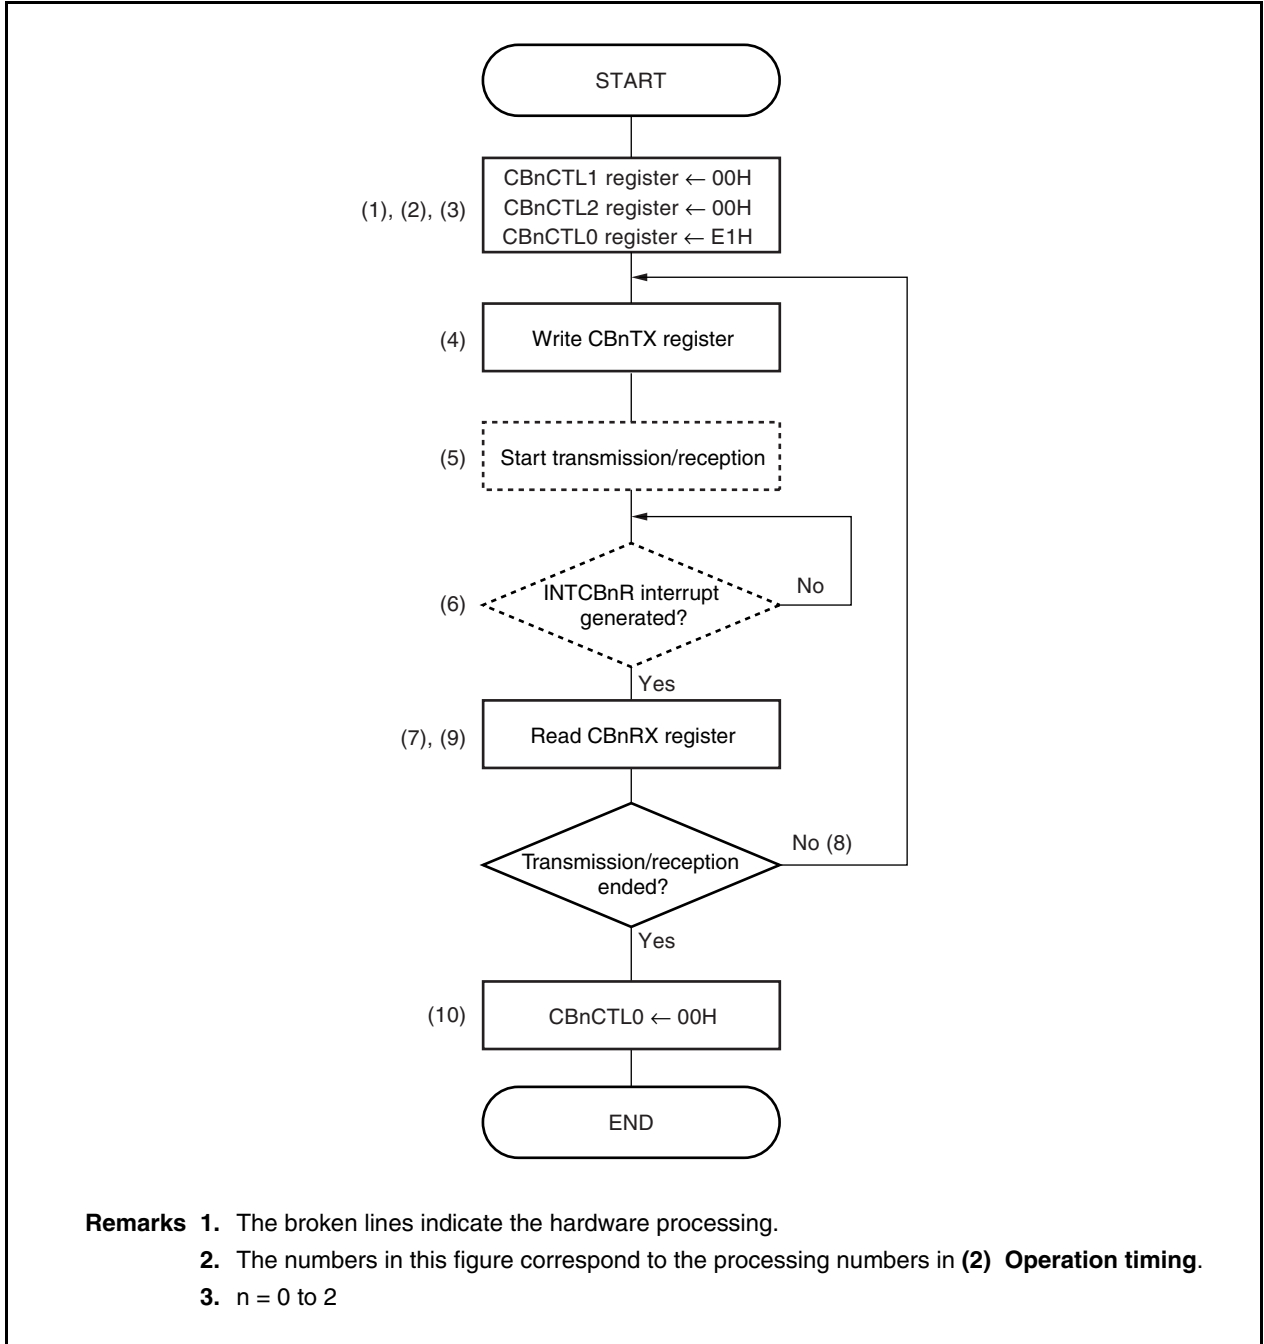 START
CBnCTL1 register ← 00H
CBnCTL2 register ← 00H
(1), (2), (3)
CBnCTL0 register ← E1H
(4)
Write CBnTX register
(5)
Start transmission/reception
INTCBnR interrupt
No
(6)
generated?
Yes
(7), (9)
Read CBnRX register
No (8)
Transmission/reception
ended?
Yes
(10)
CBnCTL0 ← 00H
END
Remarks 1. The broken lines indicate the hardware processing.
2. The numbers in this figure correspond to the processing numbers in (2) Operation timing.
3. n = 0 to 2